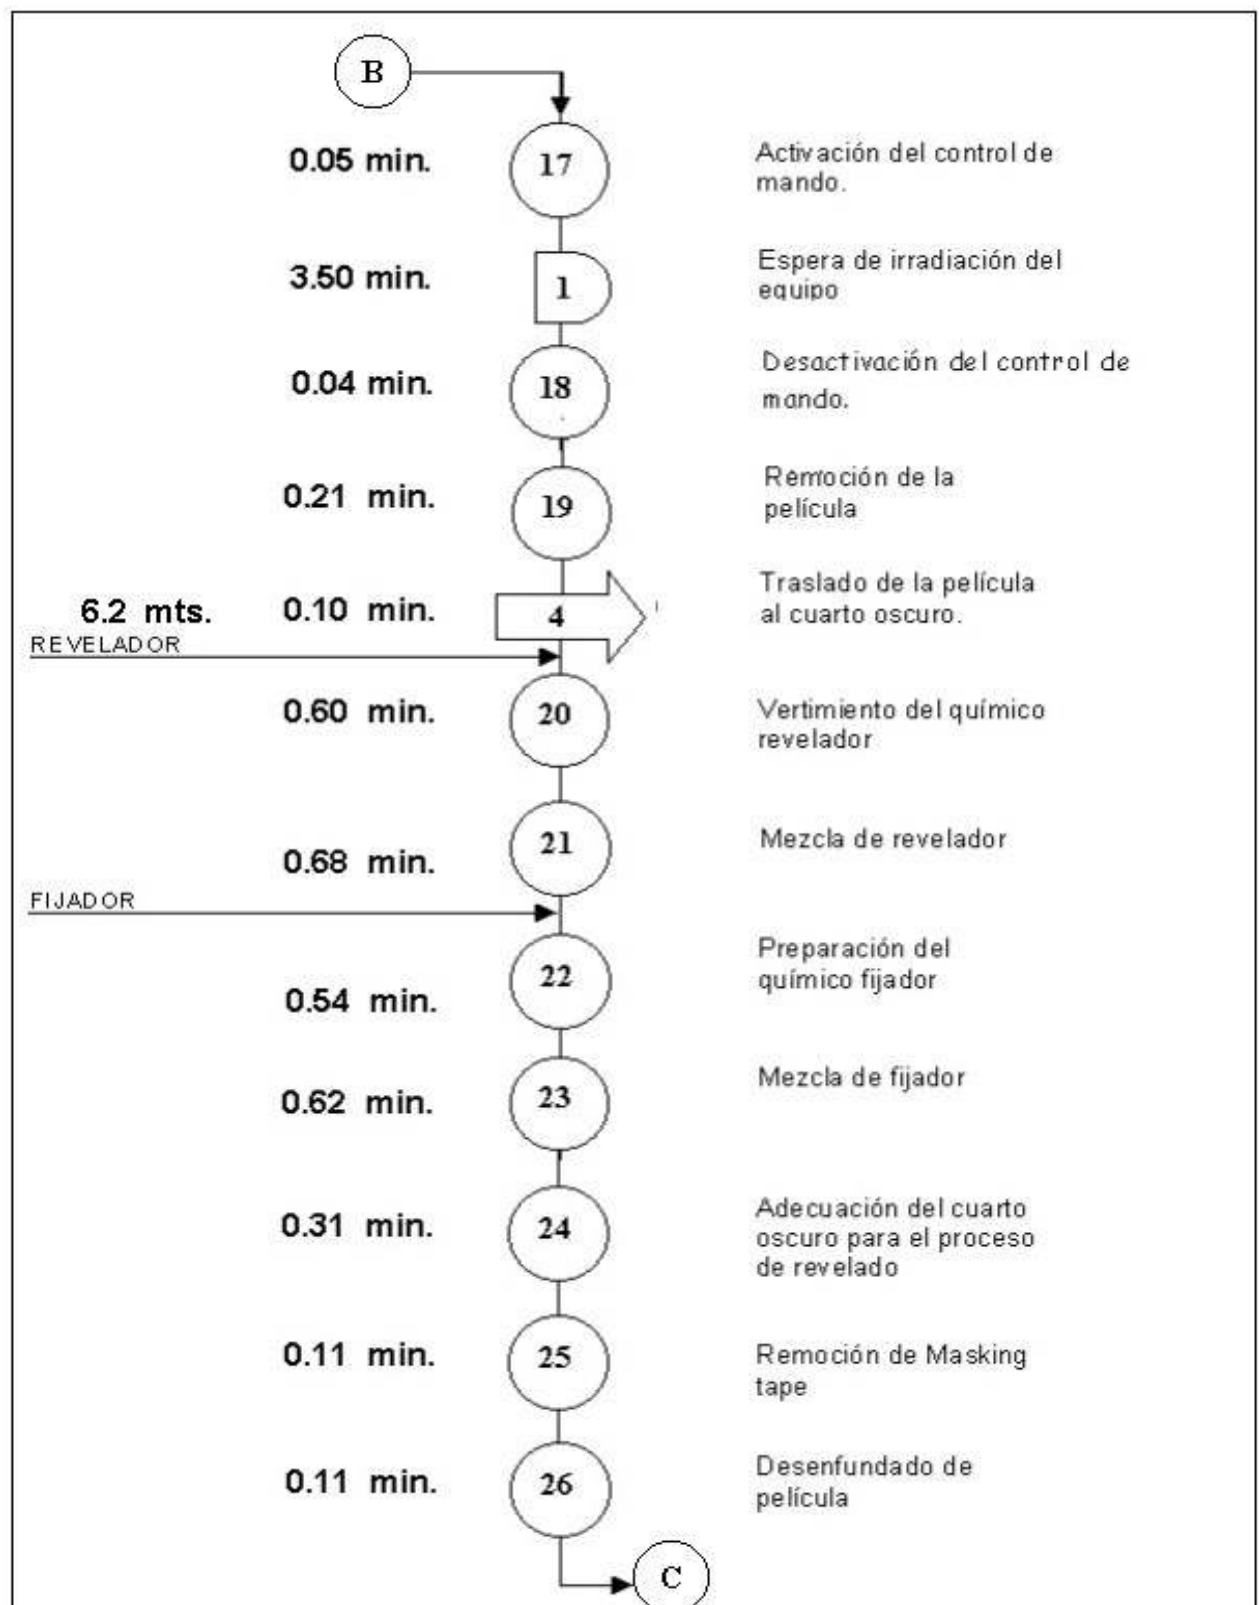 B
0.05 min.
17
Activación del control de
mando.
3.50 min.
1
Espera de irradiación del
equipo
0.04 min.
18
Desactivación del control de
mando.
0.21 min.
19
Remoción de la
película
6.2 mts.
0.10 min.
4
Traslado de la película
al cuarto oscuro.
REVELADOR
0.60 min.
20
Vertimiento del químico
revelador
0.68 min.
21
Mezcla de revelador
FIJADOR
0.54 min.
22
Preparación del
químico fijador
0.62 min.
23
Mezcla de fijador
0.31 min.
24
Adecuación del cuarto
oscuro para el proceso
de revelado
0.11 min.
25
Remoción de Masking
tape
0.11 min.
26
Desenfundado de
película
C